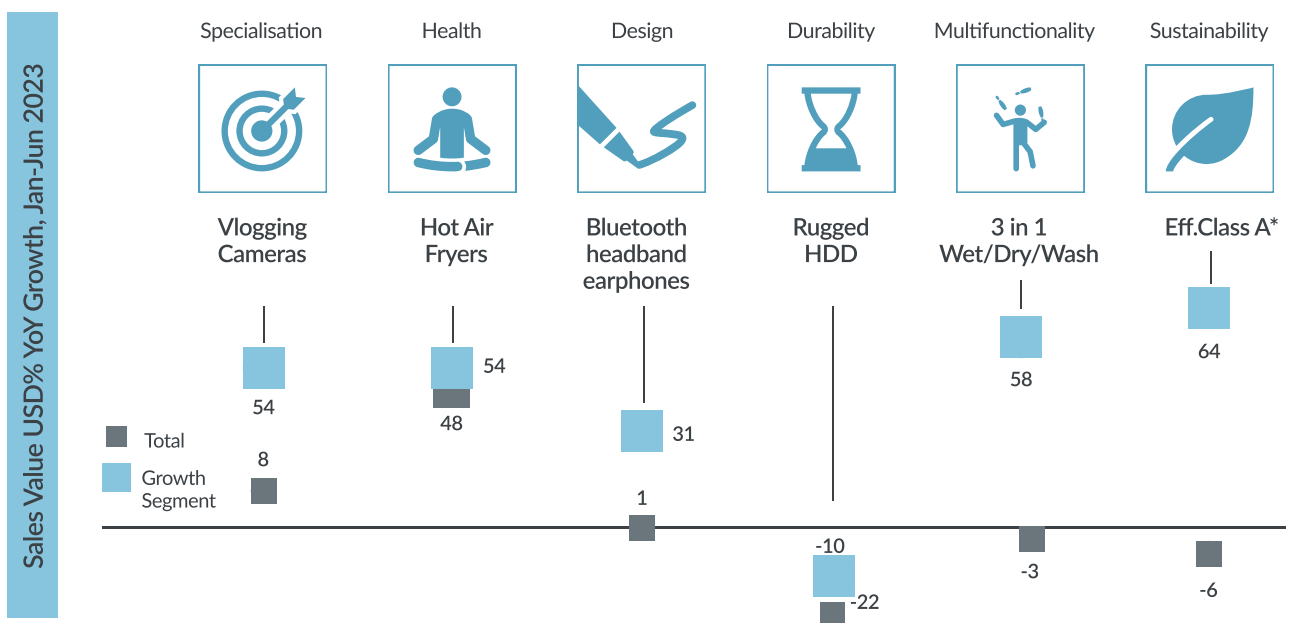 Sales Value USD% YoY Growth, Jan-Jun 2023
Specialisation
Health
Design
Durability
Multifunctionality
Sustainability
Vlogging
Cameras
Hot Air
Fryers
Bluetooth
headband
earphones
Rugged
HDD
3 in 1
Wet/Dry/Wash
Eff.Class A*
54
8
54
48
31
1
-10
-22
58
-3
64
-6
Total
Growth
Segment